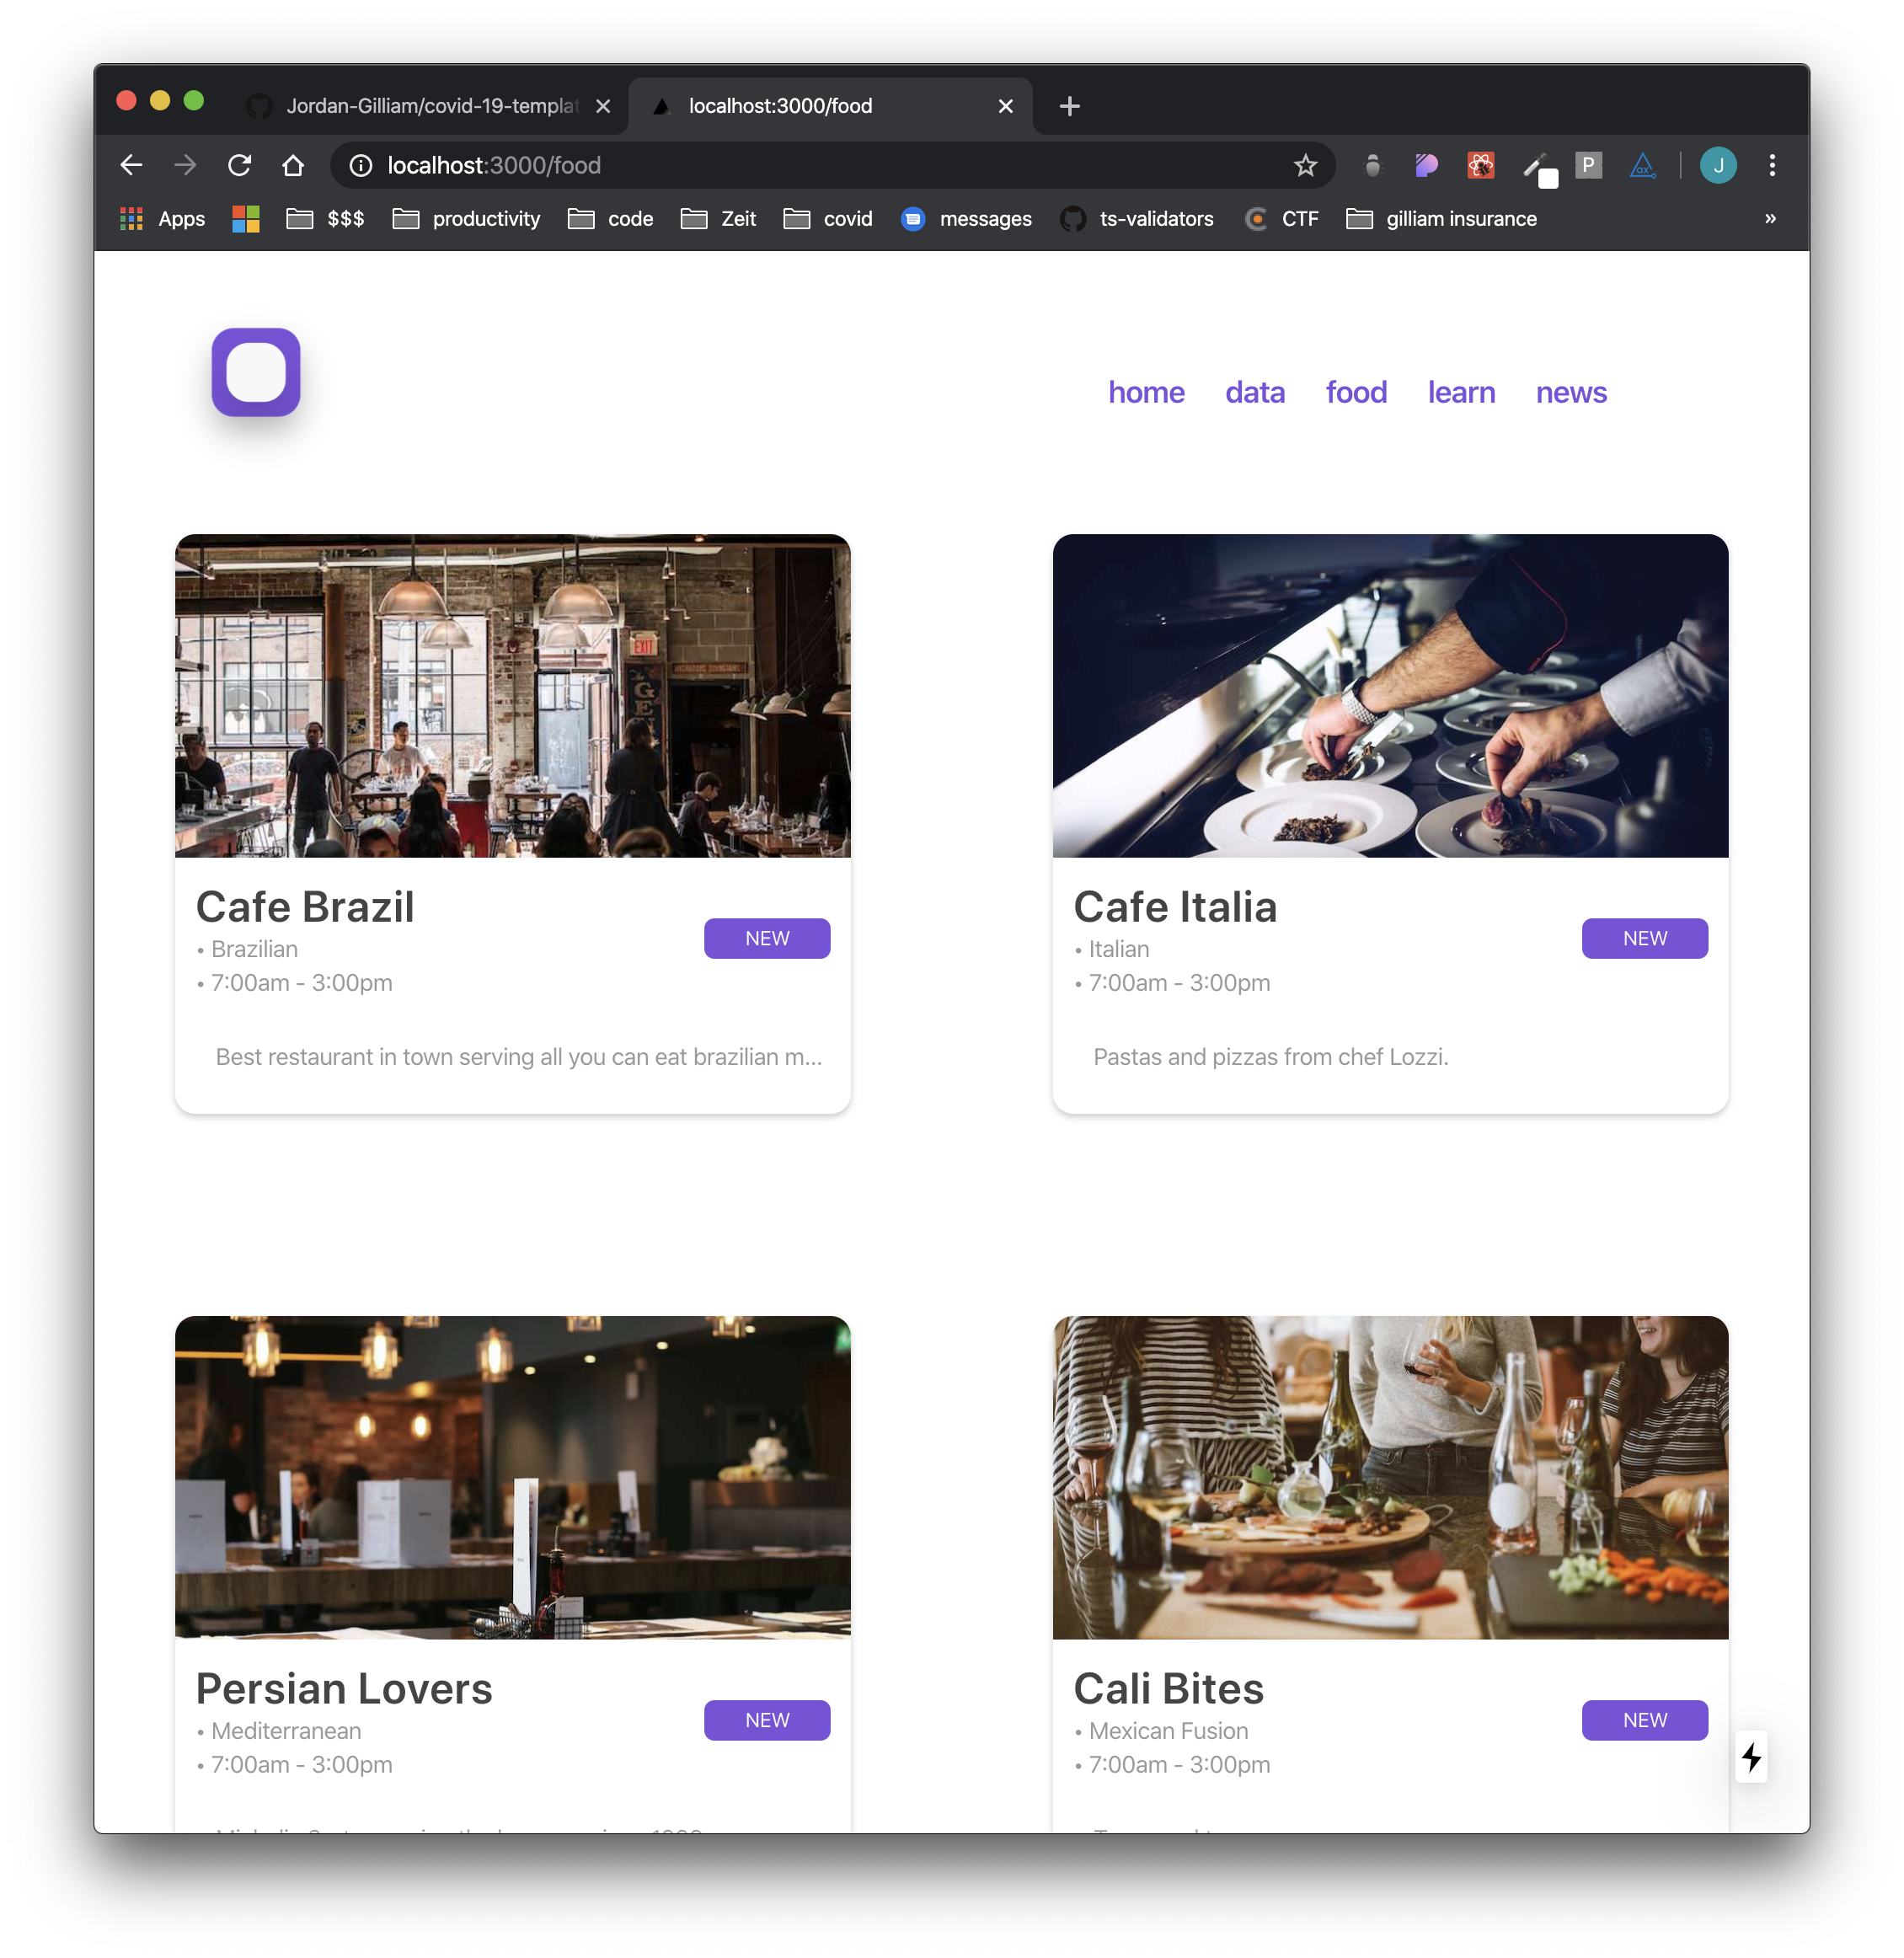 Jordan-Gilliam/covid-19-templat
localhost:3000/food
localhost:3000/food
P
J
Apps
$$$
productivity
code
Zeit
covid
messages
ts-validators
CTF
gilliam insurance
»
home
data
food
learn
news
EXIT
Cafe Brazil
• Brazilian
• 7:00am - 3:00pm
NEW
Best restaurant in town serving all you can eat brazilian m...
Cafe Italia
• Italian
• 7:00am - 3:00pm
NEW
Pastas and pizzas from chef Lozzi.
Persian Lovers
• Mediterranean
• 7:00am - 3:00pm
NEW
Cali Bites
• Mexican Fusion
• 7:00am - 3:00pm
NEW